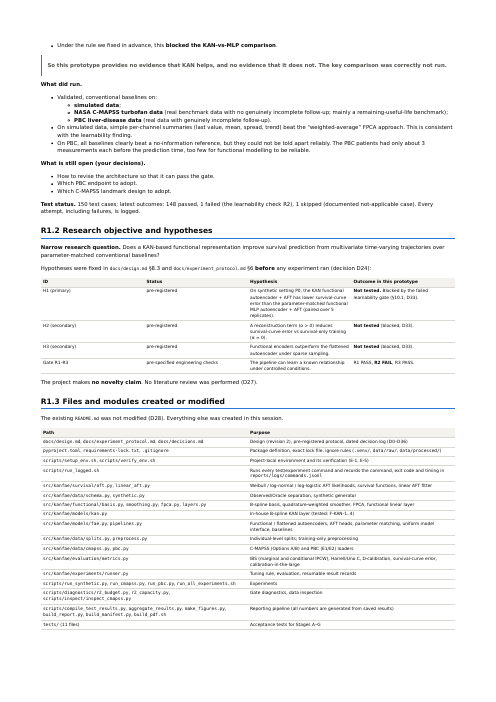 Under the rule we fixed in advance, this blocked the KAN-vs-MLP comparison.
So this prototype provides no evidence that KAN helps, and no evidence that it does not. The key comparison was correctly not run.
What did run.
Validated, conventional baselines on:
simulated data;
NASA C-MAPSS turbofan data (real benchmark data with no genuinely incomplete follow-up; mainly a remaining-useful-life benchmark);
PBC liver-disease data (real data with genuinely incomplete follow-up).
On simulated data, simple per-channel summaries (last value, mean, spread, trend) beat the "weighted-average" FPCA approach. This is consistent
with the learnability finding.
On PBC, all baselines clearly beat a no-information reference, but they could not be told apart reliably. The PBC patients had only about 3
measurements each before the prediction time, too few for functional modelling to be reliable.
What is still open (your decisions).
How to revise the architecture so that it can pass the gate.
Which PBC endpoint to adopt.
Which C-MAPSS landmark design to adopt.
Test status. 150 test cases; latest outcomes: 148 passed, 1 failed (the learnability check R2), 1 skipped (documented not-applicable case). Every
attempt, including failures, is logged.
R1.2 Research objective and hypotheses
Narrow research question. Does a KAN-based functional representation improve survival prediction from multivariate time-varying trajectories over
parameter-matched conventional baselines?
Hypotheses were fixed in docs/design.md §8.3 and docs/experiment_protocol.md §6 before any experiment ran (decision D24):
ID Status Hypothesis Outcome in this prototype
H1 (primary) pre-registered On synthetic setting P0, the KAN functional Not tested. Blocked by the failed
autoencoder + AFT has lower survival-curve learnability gate (§10.1, D33).
error than the parameter-matched functional
MLP autoencoder + AFT (paired over 5
replicates).
H2 (secondary) pre-registered A reconstruction term (α > 0) reduces Not tested (blocked, D33).
survival-curve error vs survival-only training
(α = 0).
H3 (secondary) pre-registered Functional encoders outperform the flattened Not tested (blocked, D33).
autoencoder under sparse sampling.
Gate R1–R3 pre-specified engineering checks The pipeline can learn a known relationship R1 PASS, R2 FAIL, R3 PASS.
under controlled conditions.
The project makes no novelty claim. No literature review was performed (D27).
R1.3 Files and modules created or modified
The existing README.md was not modified (D28). Everything else was created in this session.
Path Purpose
docs/design.md, docs/experiment_protocol.md, docs/decisions.md Design (revision 2), pre-registered protocol, dated decision log (D0–D36)
pyproject.toml, requirements-lock.txt, .gitignore Package definition, exact lock file, ignore rules (.venv/, data/raw/, data/processed/)
scripts/setup_env.sh, scripts/verify_env.sh Project-local environment and its verification (E-1, E-5)
scripts/run_logged.sh Runs every test/experiment command and records the command, exit code and timing in
reports/logs/commands.jsonl
src/kanfae/survival/aft.py, linear_aft.py Weibull / log-normal / log-logistic AFT likelihoods, survival functions, linear AFT fitter
src/kanfae/data/schema.py, synthetic.py Observed/Oracle separation, synthetic generator
src/kanfae/functional/basis.py, smoothing.py, fpca.py, layers.py B-spline basis, quadrature-weighted smoother, FPCA, functional linear layer
src/kanfae/models/kan.py In-house B-spline KAN layer (tested: F-KAN-1..4)
src/kanfae/models/fae.py, pipelines.py Functional / flattened autoencoders, AFT heads, parameter matching, uniform model
interface, baselines
src/kanfae/data/splits.py, preprocess.py Individual-level splits; training-only preprocessing
src/kanfae/data/cmapss.py, pbc.py C-MAPSS (Options A/B) and PBC (E1/E2) loaders
src/kanfae/evaluation/metrics.py IBS (marginal and conditional IPCW), Harrell/Uno C, D-calibration, survival-curve error,
calibration-in-the-large
src/kanfae/experiments/runner.py Tuning rule, evaluation, resumable result records
scripts/run_synthetic.py, run_cmapss.py, run_pbc.py, run_all_experiments.sh Experiments
scripts/diagnostics/r2_budget.py, r2_capacity.py, Gate diagnostics, data inspection
scripts/inspect/inspect_cmapss.py
scripts/compile_test_results.py, aggregate_results.py, make_figures.py, Reporting pipeline (all numbers are generated from saved results)
build_report.py, build_manifest.py, build_pdf.sh
tests/ (11 files) Acceptance tests for Stages A–G